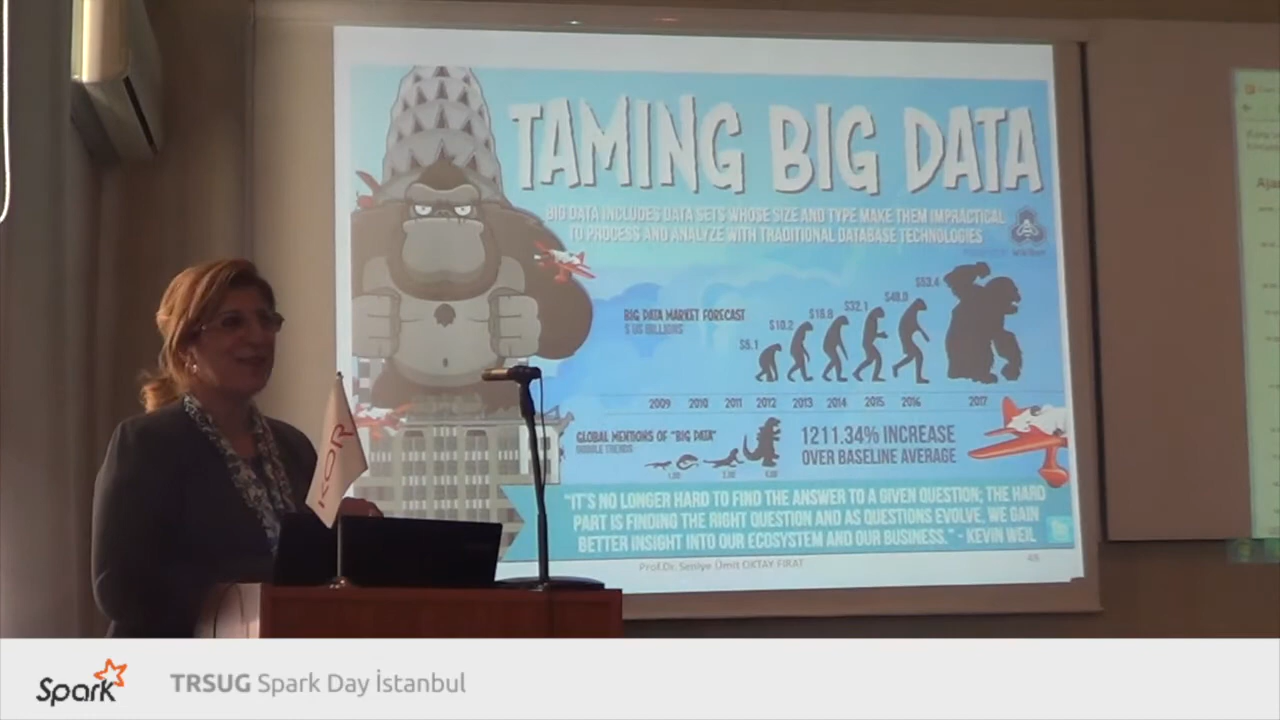 TAMING BIG DATA
BIG DATA INCLUDES DATA SETS WHOSE SIZE AND TYPE MAKE THEM IMPRACTICAL
TO PROCESS AND ANALYZE WITH TRADITIONAL DATABASE TECHNOLOGIES
BIG DATA MARKET FORECAST
$ US BILLIONS
$5.1 $10.2 $16.8 $32.1 $48.0 $53.4
2009 2010 2011 2012 2013 2014 2015 2016 2017
GLOBAL MENTIONS OF "BIG DATA"
GOOGLE TRENDS
1211.34% INCREASE
OVER BASELINE AVERAGE
"IT'S NO LONGER HARD TO FIND THE ANSWER TO A GIVEN QUESTION; THE HARD
PART IS FINDING THE RIGHT QUESTION AND AS QUESTIONS EVOLVE, WE GAIN
BETTER INSIGHT INTO OUR ECOSYSTEM AND OUR BUSINESS." - KEVIN WEIL
Prof.Dr. Seniye Ümit OKTAY FIRAT
KOR
Spark
TRSUG Spark Day İstanbul